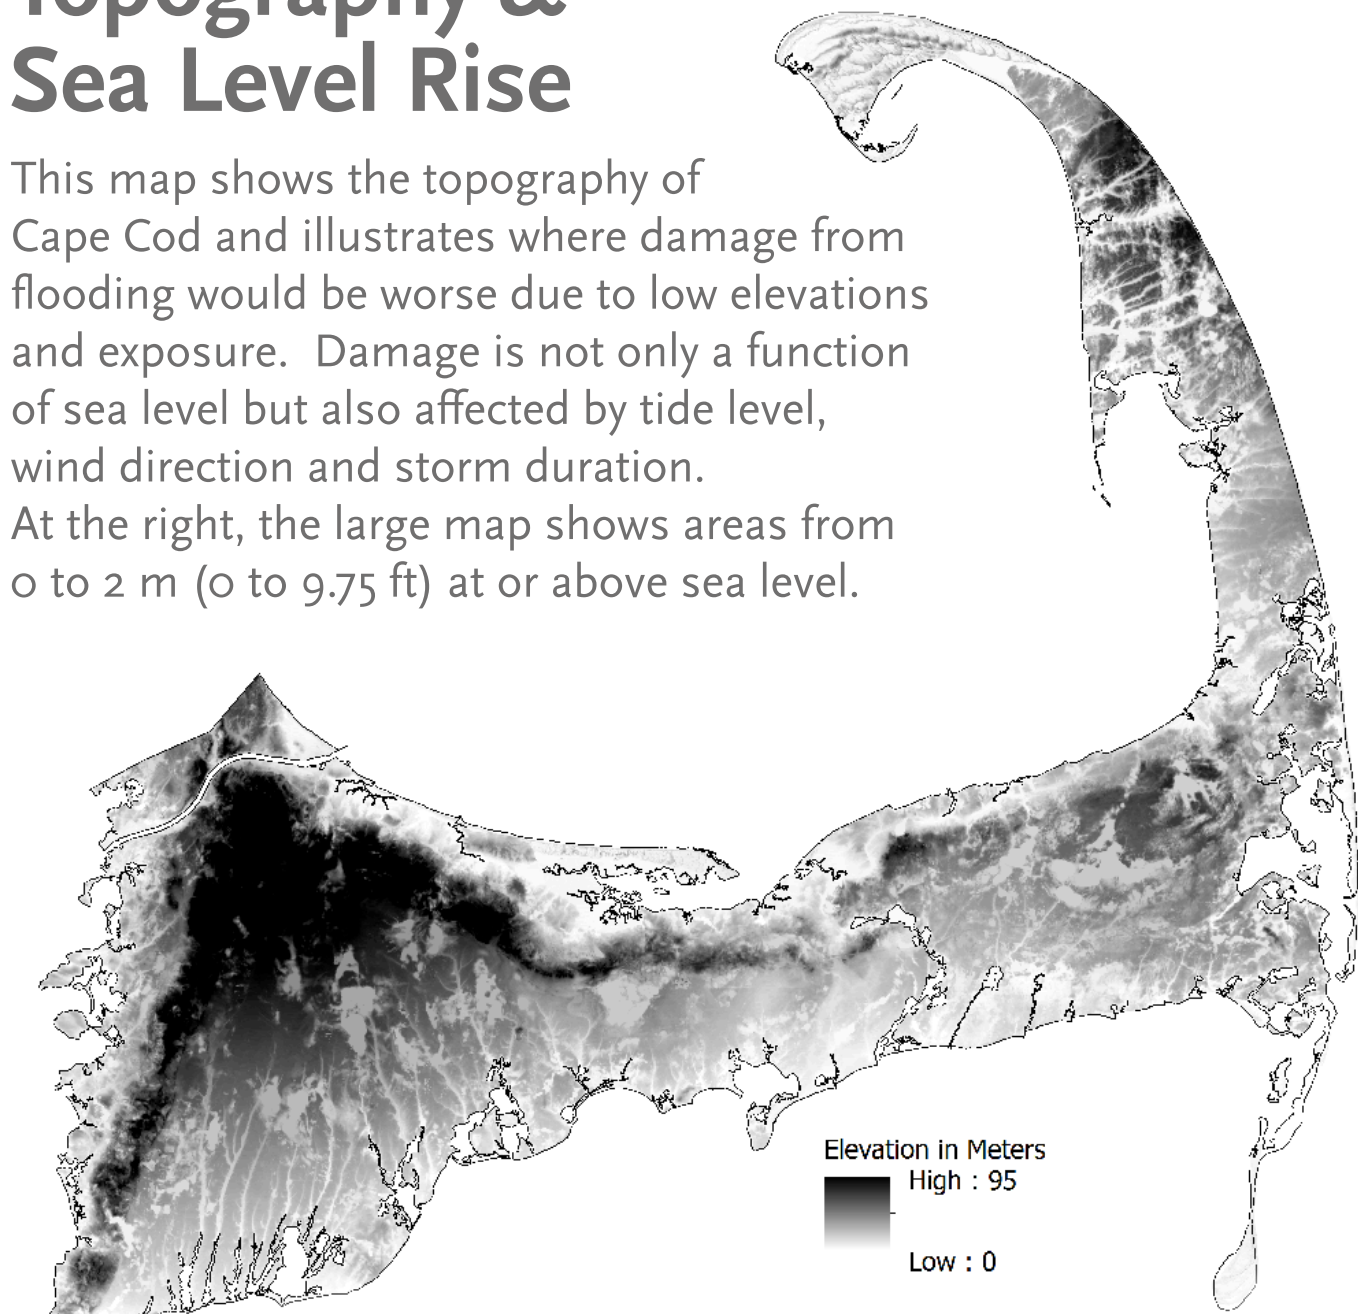 Topography &
Sea Level Rise
This map shows the topography of
Cape Cod and illustrates where damage from
flooding would be worse due to low elevations
and exposure.  Damage is not only a function
of sea level but also affected by tide level,
wind direction and storm duration.
At the right, the large map shows areas from
0 to 2 m (0 to 9.75 ft) at or above sea level.
Elevation in Meters
High : 95
Low : 0